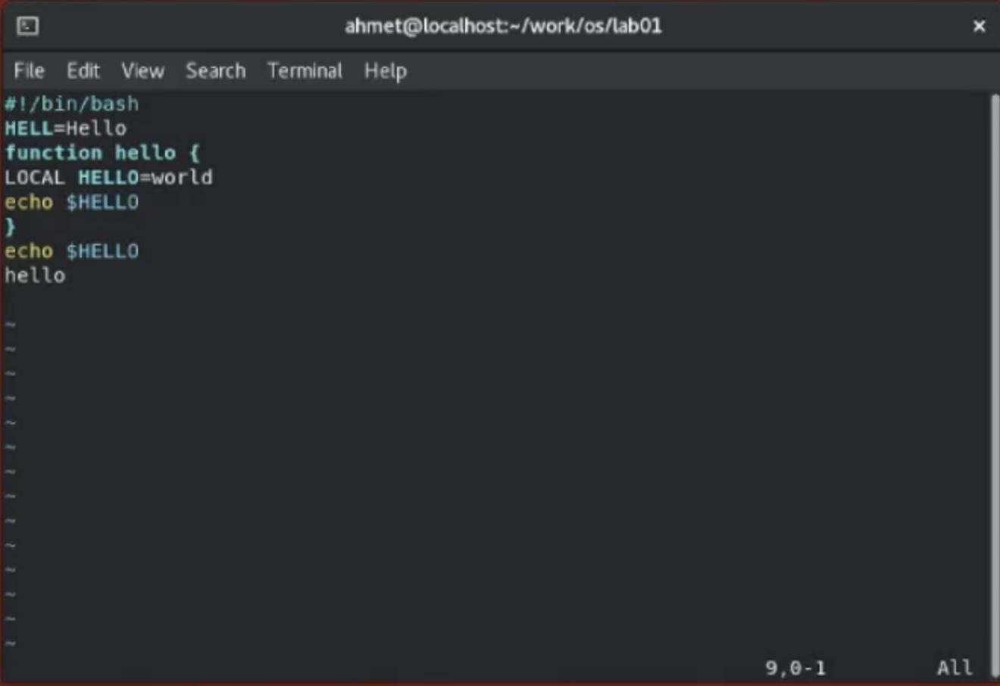 ahmet@localhost:~/work/os/lab01
×
File Edit View Search Terminal Help
#!/bin/bash
HELL=Hello
function hello {
LOCAL HELLO=world
echo $HELLO
}
echo $HELLO
hello
~
~
~
~
~
~
~
~
~
~
~
~
~
~
9,0-1 All